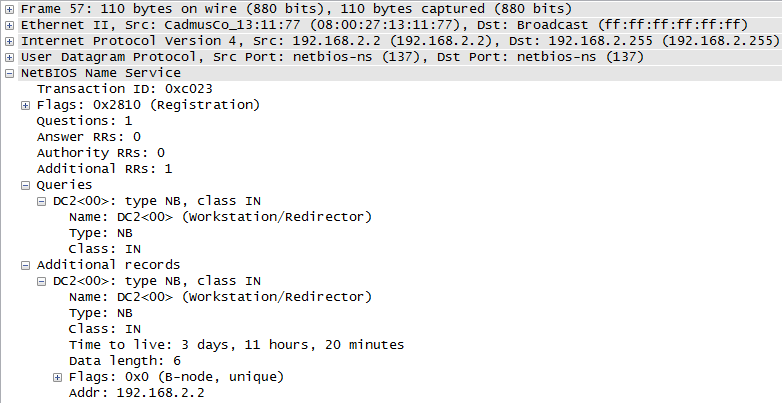 Frame 57: 110 bytes on wire (880 bits), 110 bytes captured (880 bits)
Ethernet II, Src: CadmusCo_13:11:77 (08:00:27:13:11:77), Dst: Broadcast (ff:ff:ff:ff:ff:ff)
Internet Protocol Version 4, Src: 192.168.2.2 (192.168.2.2), Dst: 192.168.2.255 (192.168.2.255)
User Datagram Protocol, Src Port: netbios-ns (137), Dst Port: netbios-ns (137)
NetBIOS Name Service
Transaction ID: 0xc023
Flags: 0x2810 (Registration)
Questions: 1
Answer RRs: 0
Authority RRs: 0
Additional RRs: 1
Queries
DC2<00>: type NB, class IN
Name: DC2<00> (Workstation/Redirector)
Type: NB
Class: IN
Additional records
DC2<00>: type NB, class IN
Name: DC2<00> (Workstation/Redirector)
Type: NB
Class: IN
Time to live: 3 days, 11 hours, 20 minutes
Data length: 6
Flags: 0x0 (B-node, unique)
Addr: 192.168.2.2